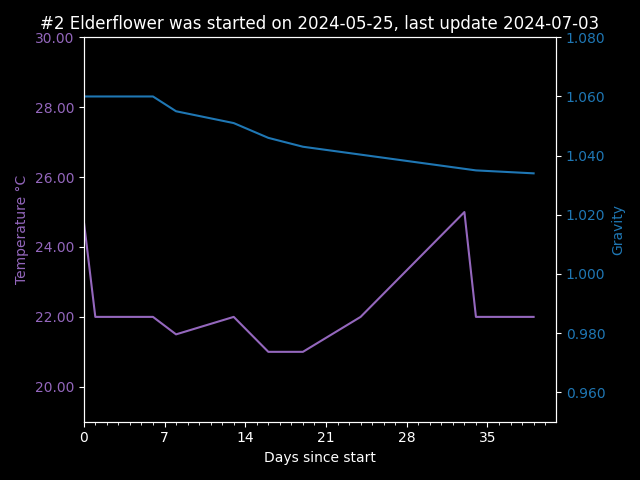 #2 Elderflower was started on 2024-05-25, last update 2024-07-03
30.00
28.00
26.00
24.00
22.00
20.00
Temperature °C
1.080
1.060
1.040
1.020
1.000
0.980
0.960
Gravity
0 7 14 21 28 35
Days since start